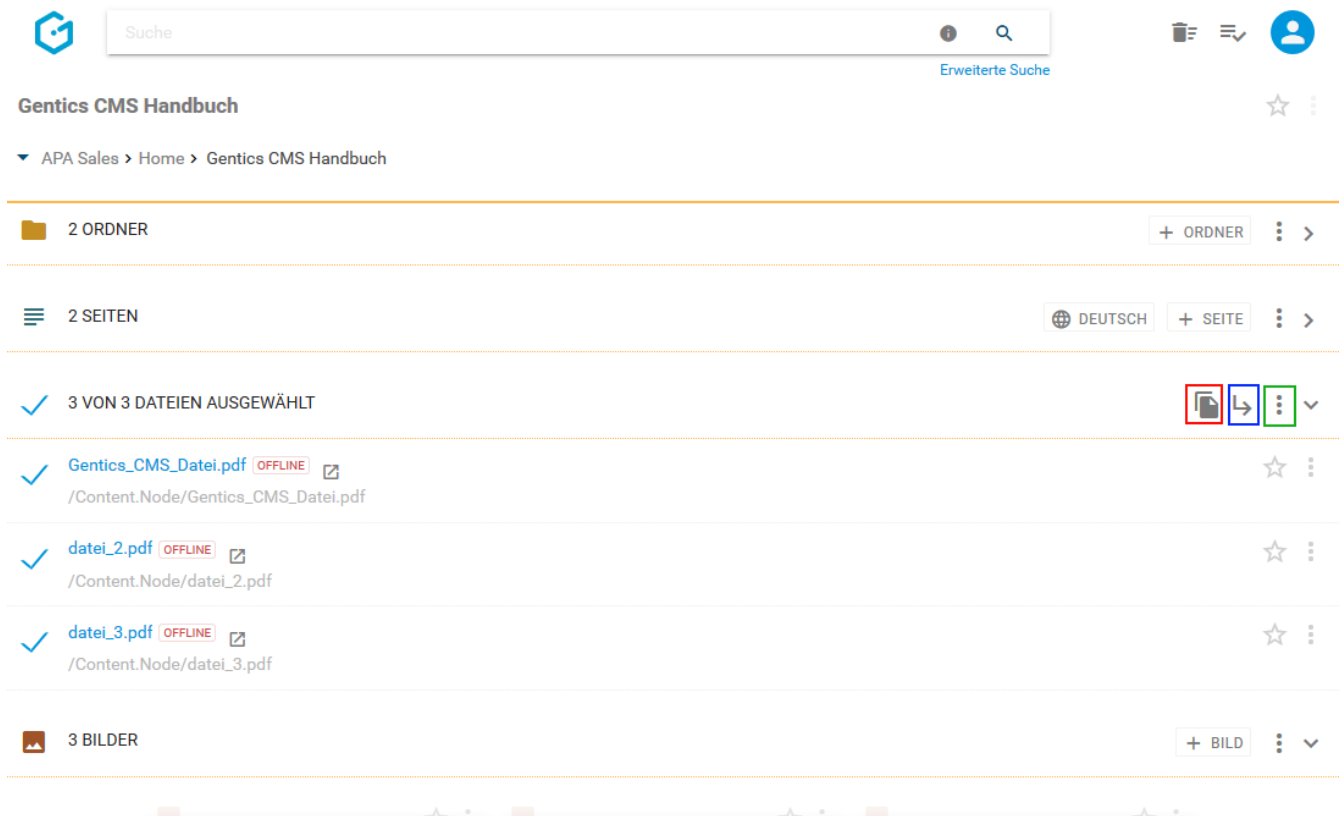 Suche
Erweiterte Suche
Gentics CMS Handbuch
APA Sales > Home > Gentics CMS Handbuch
2 ORDNER
+ ORDNER
2 SEITEN
DEUTSCH
+ SEITE
3 VON 3 DATEIEN AUSGEWÄHLT
Gentics_CMS_Datei.pdf OFFLINE
/Content.Node/Gentics_CMS_Datei.pdf
datei_2.pdf OFFLINE
/Content.Node/datei_2.pdf
datei_3.pdf OFFLINE
/Content.Node/datei_3.pdf
3 BILDER
+ BILD